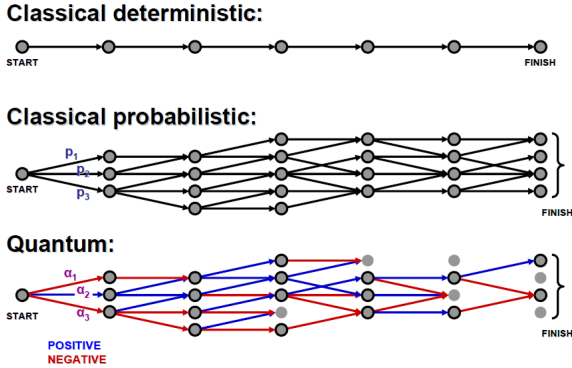 Classical deterministic:
START
FINISH
Classical probabilistic:
p1
p2
p3
START
FINISH
Quantum:
α1
α2
α3
START
FINISH
POSITIVE
NEGATIVE